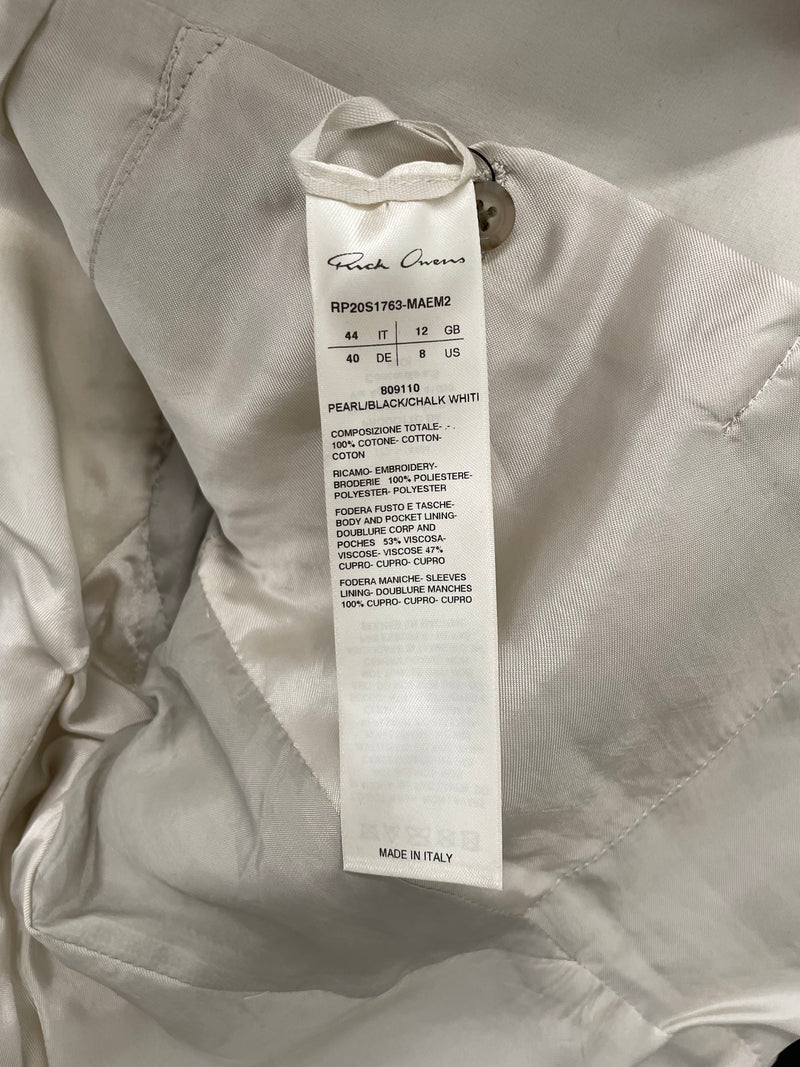 Rick Owens
RP20S1763-MAEM2
44 IT 12 GB
40 DE 8 US
809110
PEARL/BLACK/CHALK WHITI
COMPOSIZIONE TOTALE- .- .
100% COTONE- COTTON-
COTON
RICAMO- EMBROIDERY-
BRODERIE 100% POLIESTERE-
POLYESTER- POLYESTER
FODERA FUSTO E TASCHE-
BODY AND POCKET LINING-
DOUBLURE CORP AND
POCHES 53% VISCOSA-
VISCOSE- VISCOSE 47%
CUPRO- CUPRO- CUPRO
FODERA MANICHE- SLEEVES
LINING- DOUBLURE MANCHES
100% CUPRO- CUPRO- CUPRO
MADE IN ITALY